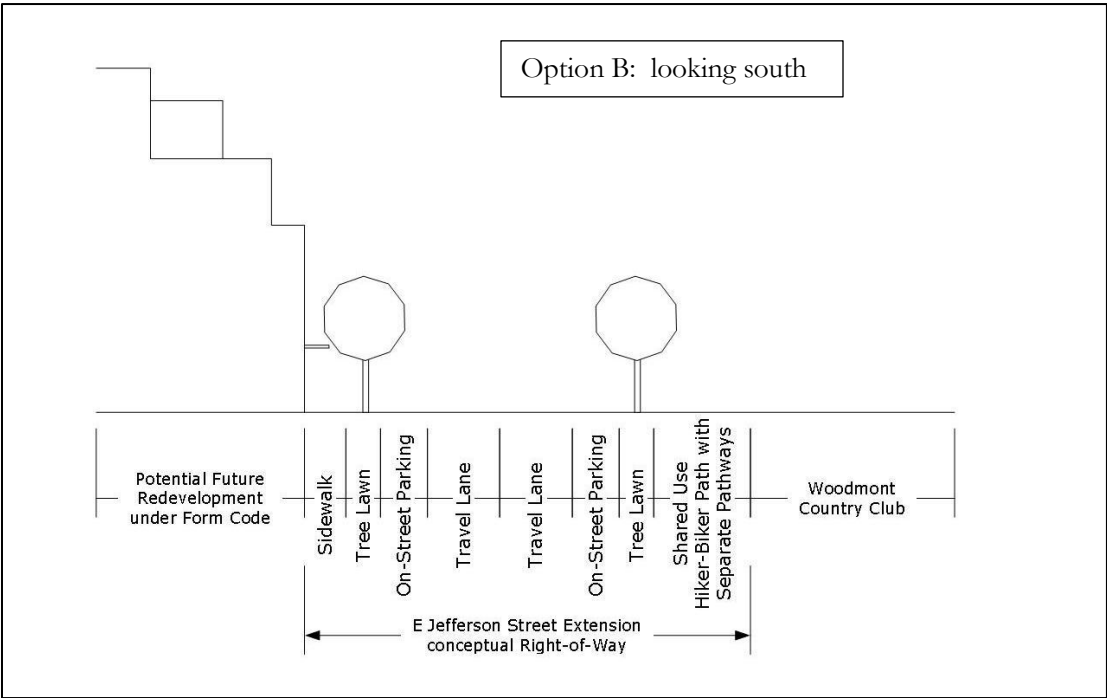 Option B: looking south
Potential Future
Redevelopment
under Form Code
Sidewalk
Tree Lawn
On-Street Parking
Travel Lane
Travel Lane
On-Street Parking
Tree Lawn
Shared Use
Hiker-Biker Path with
Separate Pathways
Woodmont
Country Club
E Jefferson Street Extension
conceptual Right-of-Way